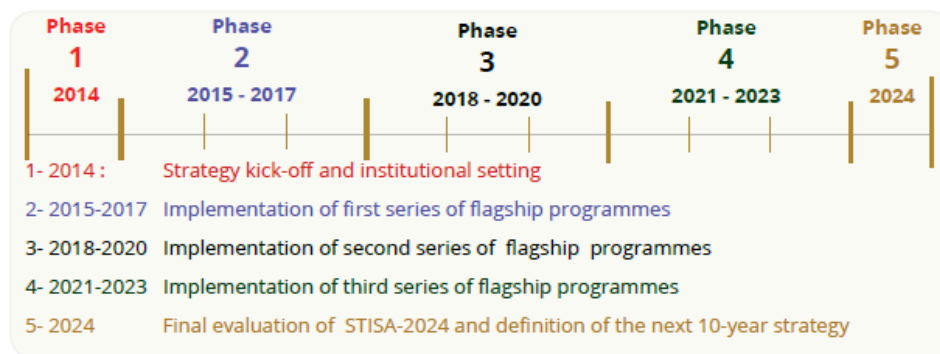 Phase Phase Phase Phase Phase
1 2 3 4 5
2014 2015 - 2017 2018 - 2020 2021 - 2023 2024
1- 2014 : Strategy kick-off and institutional setting
2- 2015-2017 Implementation of first series of flagship programmes
3- 2018-2020 Implementation of second series of flagship programmes
4- 2021-2023 Implementation of third series of flagship programmes
5- 2024 Final evaluation of STISA-2024 and definition of the next 10-year strategy